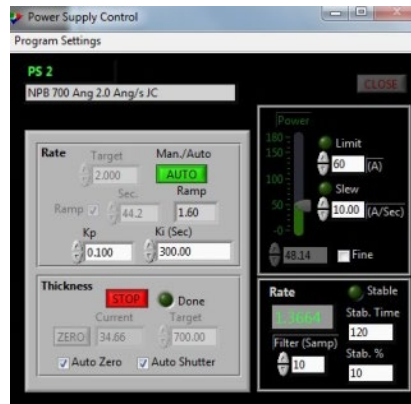 Power Supply Control
Program Settings
PS 2
NPB 700 Ang 2.0 Ang/s JC
CLOSE
Rate
Target
Man./Auto
2.000
AUTO
Sec.
Ramp
Ramp
44.2
1.60
Kp
Ki (Sec)
0.100
300.00
Thickness
STOP
Done
Current
Target
ZERO
34.66
700.00
Auto Zero
Auto Shutter
Power
180
150
100
50
0
Limit
60
(A)
Slew
10.00
(A/Sec)
48.14
Fine
Rate
Stable
1.3664
Stab. Time
120
Filter (Samp)
Stab. %
10
10